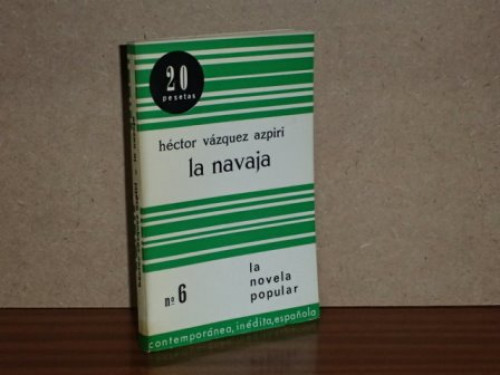 20
pesetas
héctor vázquez azpiri
la navaja
nº 6
la
novela
popular
contemporánea, inédita, española